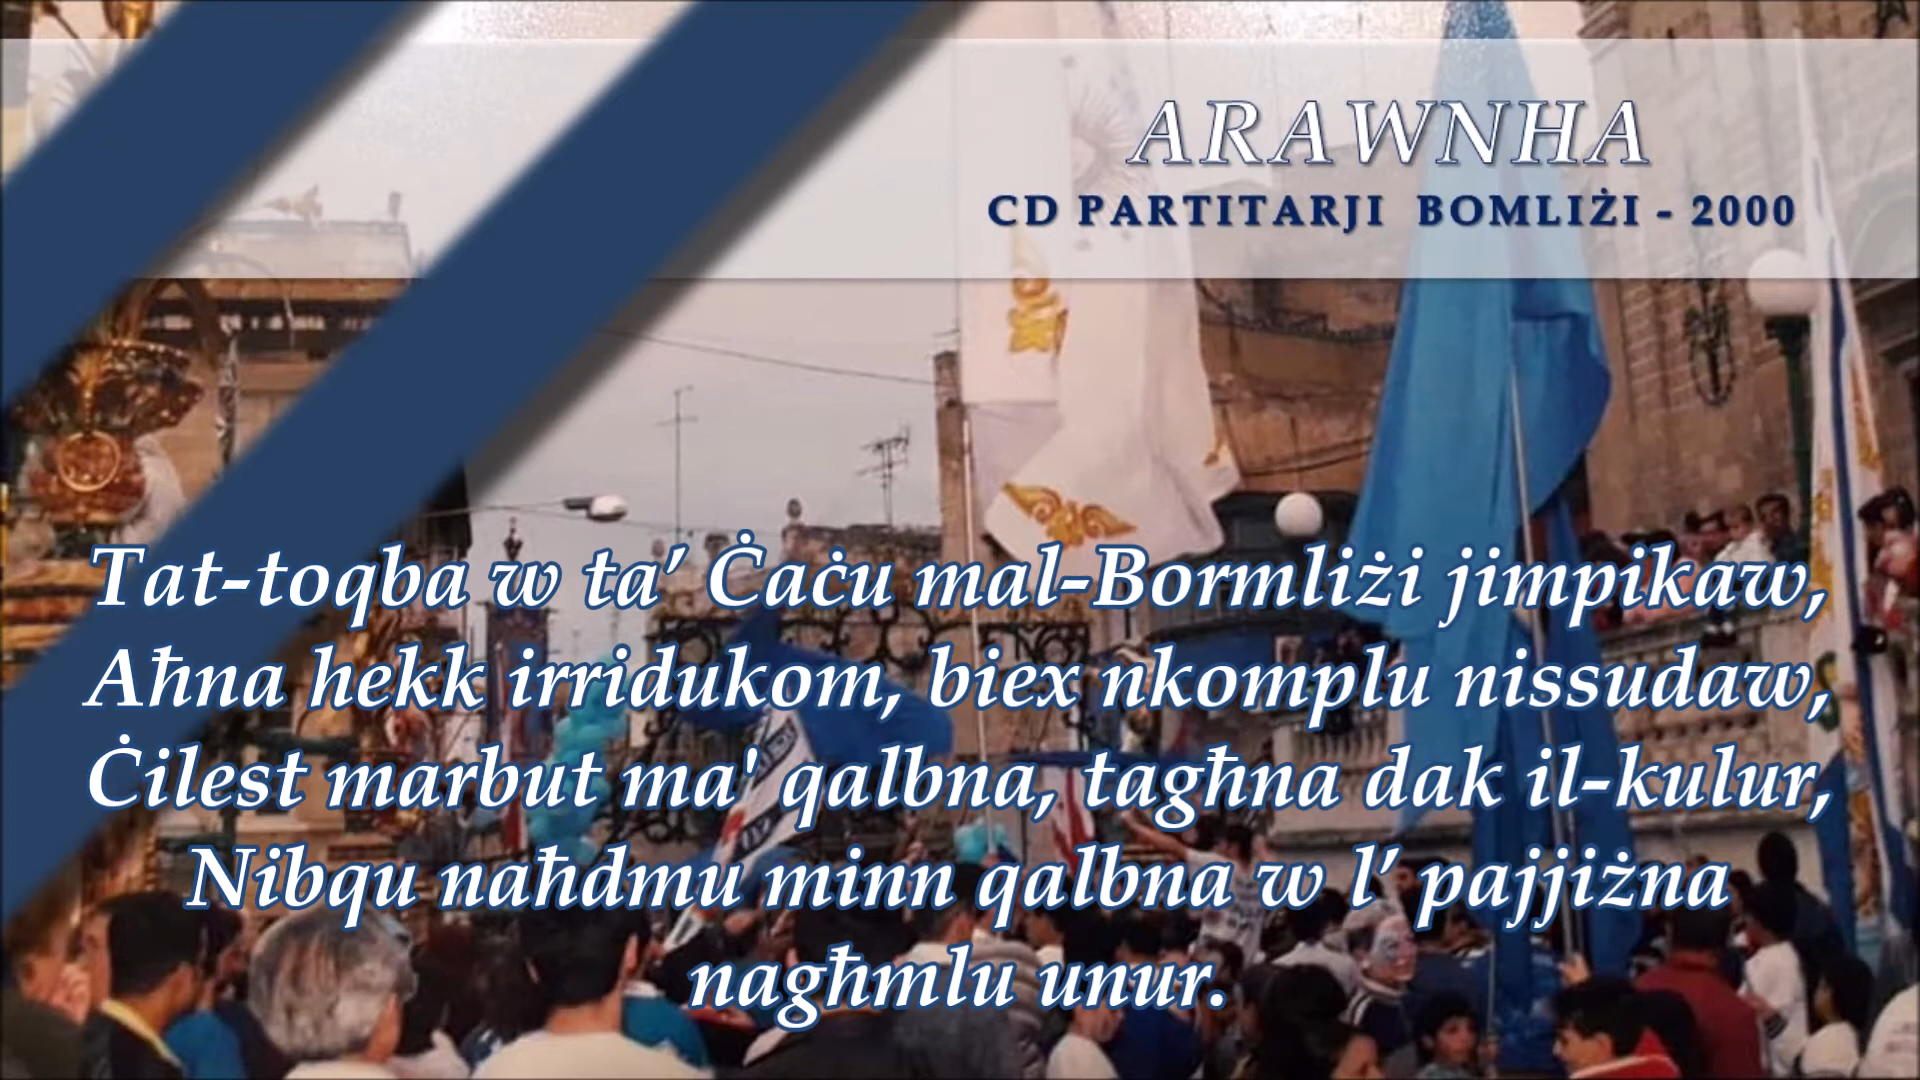 ARAWNHA
CD PARTITARJI BOMLIŻI - 2000
Tat-toqba w ta’ Ċaċu mal-Bormliżi jimpikaw,
Aħna hekk irridukom, biex nkomplu nissudaw,
Ċilest marbut ma' qalbna, tagħna dak il-kulur,
Nibqu naħdmu minn qalbna w l’ pajjiżna
nagħmlu unur.